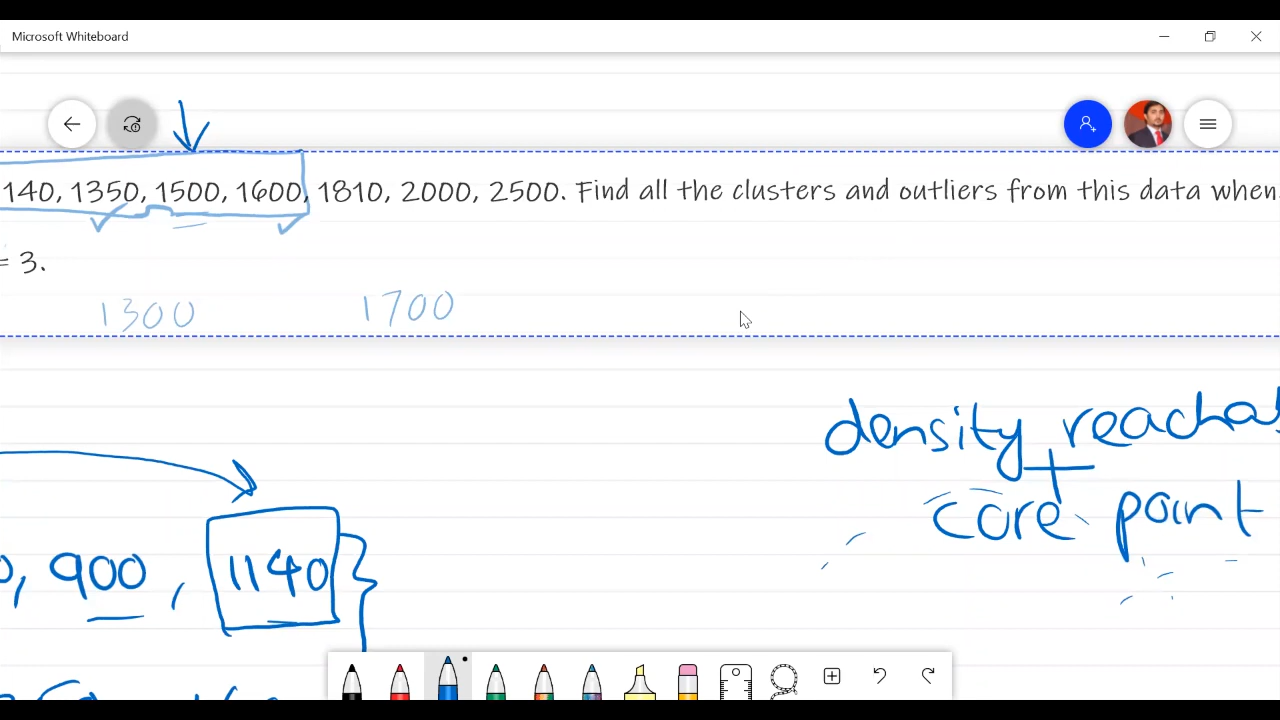 Microsoft Whiteboard
140, 1350, 1500, 1600, 1810, 2000, 2500. Find all the clusters and outliers from this data when
= 3.
1300 1700
density reacha
core point
0, 900, 1140